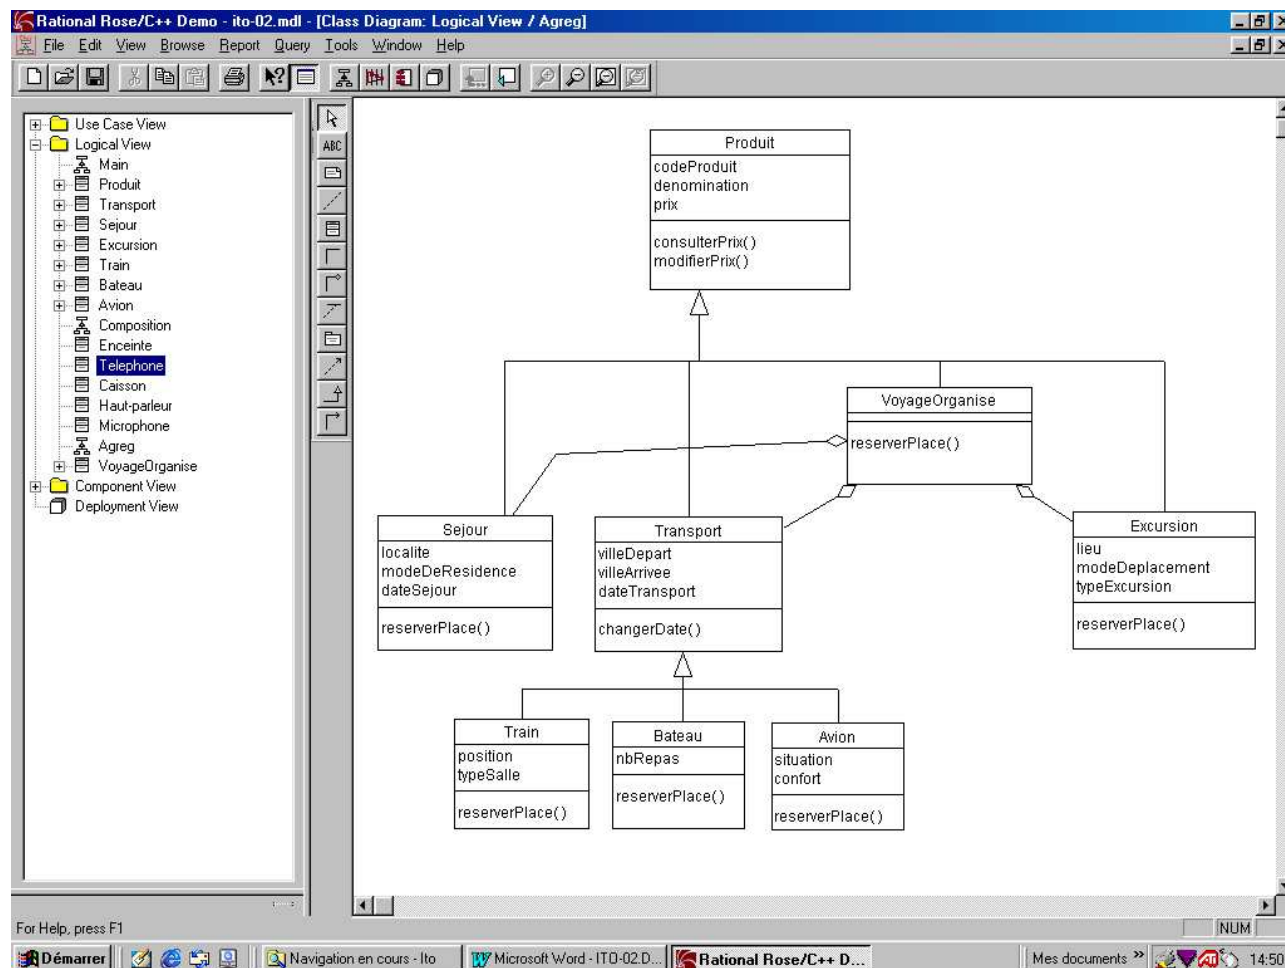 Rational Rose/C++ Demo - ito-02.mdl - [Class Diagram: Logical View / Agreg]
File Edit View Browse Report Query Tools Window Help
Use Case View
Logical View
Main
Produit
Transport
Sejour
Excursion
Train
Bateau
Avion
Composition
Enceinte
Telephone
Caisson
Haut-parleur
Microphone
Agreg
VoyageOrganise
Component View
Deployment View
ABC
Produit
codeProduit
denomination
prix
consulterPrix()
modifierPrix()
VoyageOrganise
reserverPlace()
Sejour
localite
modeDeResidence
dateSejour
reserverPlace()
Transport
villeDepart
villeArrivee
dateTransport
changerDate()
Excursion
lieu
modeDeplacement
typeExcursion
reserverPlace()
Train
position
typeSalle
reserverPlace()
Bateau
nbRepas
reserverPlace()
Avion
situation
confort
reserverPlace()
For Help, press F1
NUM
Démarrer
Navigation en cours - Ito
Microsoft Word - ITO-02.D...
Rational Rose/C++ D...
Mes documents »
14:50